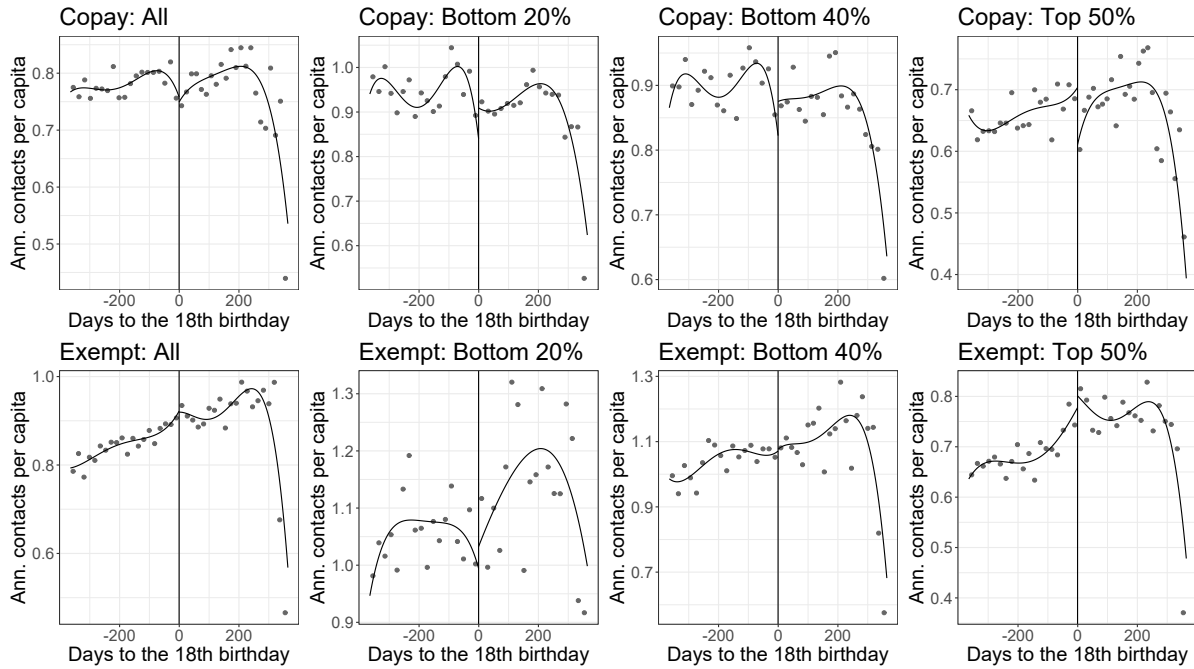 Copay: All
Ann. contacts per capita
0.8
0.7
0.6
0.5
-200 0 200
Days to the 18th birthday
Copay: Bottom 20%
Ann. contacts per capita
1.0
0.9
0.8
0.7
0.6
-200 0 200
Days to the 18th birthday
Copay: Bottom 40%
Ann. contacts per capita
0.9
0.8
0.7
0.6
-200 0 200
Days to the 18th birthday
Copay: Top 50%
Ann. contacts per capita
0.7
0.6
0.5
0.4
-200 0 200
Days to the 18th birthday
Exempt: All
Ann. contacts per capita
1.0
0.8
0.6
-200 0 200
Days to the 18th birthday
Exempt: Bottom 20%
Ann. contacts per capita
1.3
1.2
1.1
1.0
0.9
-200 0 200
Days to the 18th birthday
Exempt: Bottom 40%
Ann. contacts per capita
1.3
1.1
0.9
0.7
-200 0 200
Days to the 18th birthday
Exempt: Top 50%
Ann. contacts per capita
0.8
0.7
0.6
0.5
0.4
-200 0 200
Days to the 18th birthday